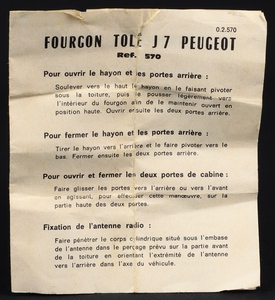 0.2.570
FOURGON TOLÉ J7 PEUGEOT
Ref. 570
Pour ouvrir le hayon et les portes arrière :
Soulever vers le haut le hayon en le faisant pivoter
sous la toiture, puis le pousser légèrement vers
l'intérieur du fourgon afin de le maintenir ouvert en
position haute. Ouvrir ensuite les deux portes arrière.
Pour fermer le hayon et les portes arrière :
Tirer le hayon vers l'arrière et le faire pivoter vers le
bas. Fermer ensuite les deux portes arrière.
Pour ouvrir et fermer les deux portes de cabine :
Faire glisser les portes vers l'arrière ou vers l'avant
en agissant, pour effectuer cette manœuvre, sur la
partie haute des deux portes.
Fixation de l'antenne radio :
Faire pénétrer le corps cylindrique situé sous l'embase
de l'antenne dans le perçage prévu sur la partie avant
de la toiture en orientant l'extrémité de l'antenne
vers l'arrière dans l'axe du véhicule.